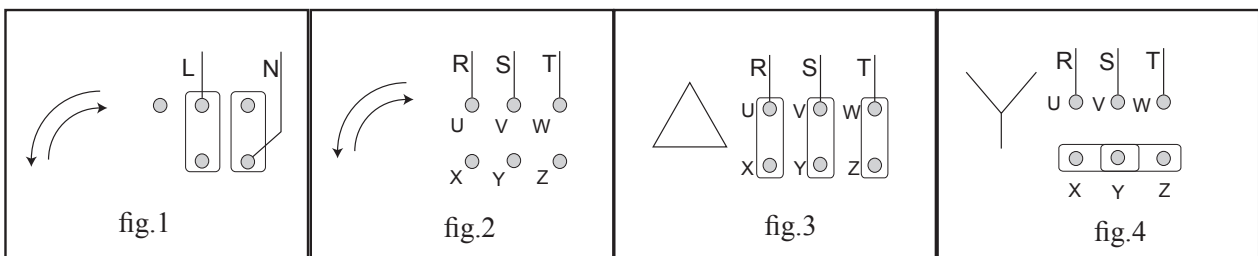 L N
fig.1
R S T
U V W
X Y Z
fig.2
R S T
U V W
X Y Z
fig.3
R S T
U V W
X Y Z
fig.4